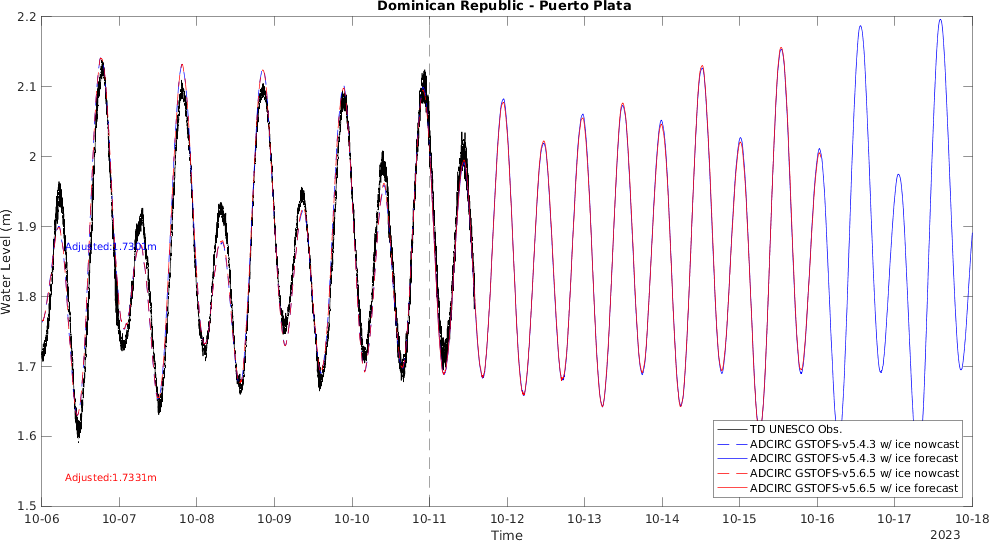 Dominican Republic - Puerto Plata
2.2
2.1
2
1.9
1.8
1.7
1.6
1.5
Water Level (m)
Adjusted:1.7301m
Adjusted:1.7331m
TD UNESCO Obs.
ADCIRC GSTOFS-v5.4.3 w/ ice nowcast
ADCIRC GSTOFS-v5.4.3 w/ ice forecast
ADCIRC GSTOFS-v5.6.5 w/ ice nowcast
ADCIRC GSTOFS-v5.6.5 w/ ice forecast
10-06 10-07 10-08 10-09 10-10 10-11 10-12 10-13 10-14 10-15 10-16 10-17 10-18
Time
2023